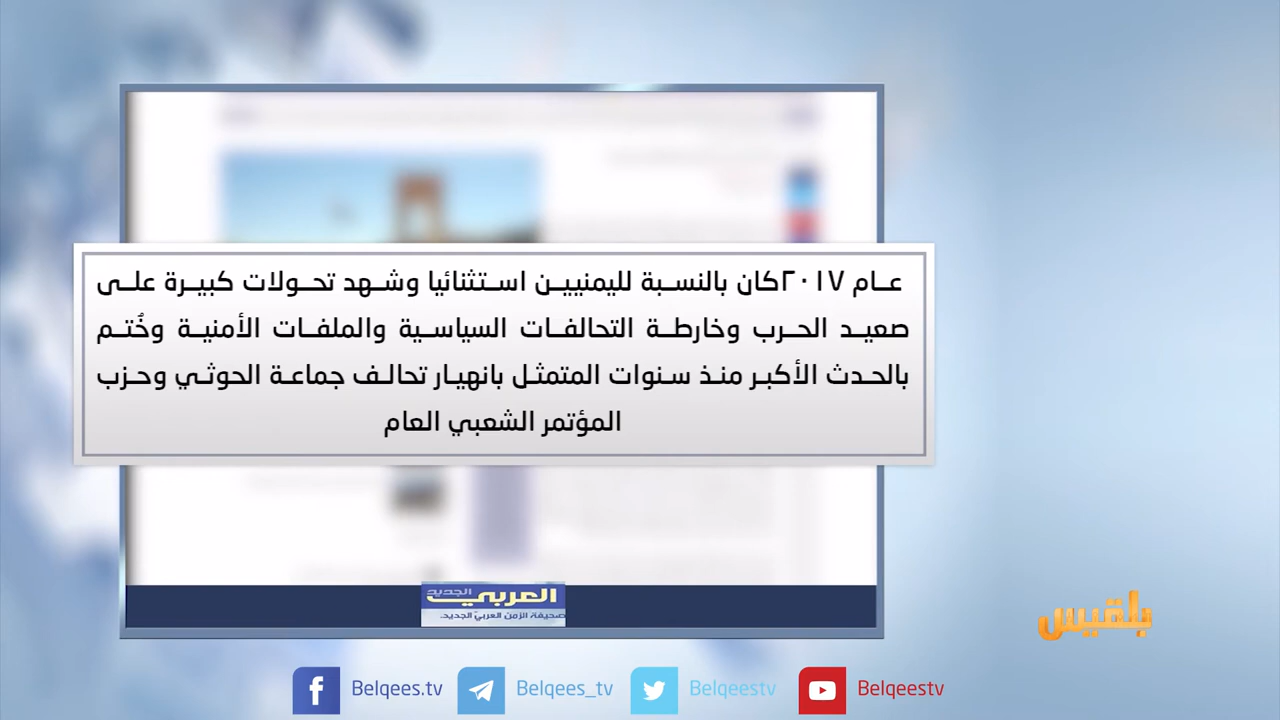 عام ٢٠١٧كان بالنسبة لليمنيين استثنائيا وشهد تحولات كبيرة على
صعيد الحرب وخارطة التحالفات السياسية والملفات الأمنية وخُتم
بالحدث الأكبر منذ سنوات المتمثل بانهيار تحالف جماعة الحوثي وحزب
المؤتمر الشعبي العام
العربي الجديد
صحيفة الزمن العربيّ الجديد.
بلقيس
Belqees.tv Belqees_tv Belqeestv Belqeestv